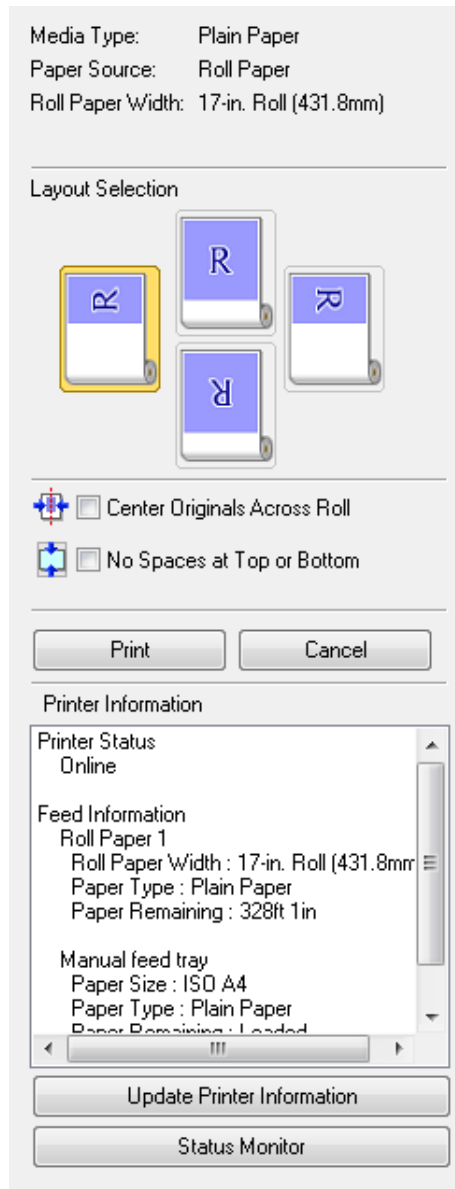 Media Type: Plain Paper
Paper Source: Roll Paper
Roll Paper Width: 17-in. Roll (431.8mm)
Layout Selection
R
R
R
R
Center Originals Across Roll
No Spaces at Top or Bottom
Print Cancel
Printer Information
Printer Status
Online
Feed Information
Roll Paper 1
Roll Paper Width : 17-in. Roll (431.8mm
Paper Type : Plain Paper
Paper Remaining : 328ft 1in
Manual feed tray
Paper Size : ISO A4
Paper Type : Plain Paper
Paper Remaining : Loaded
Update Printer Information
Status Monitor